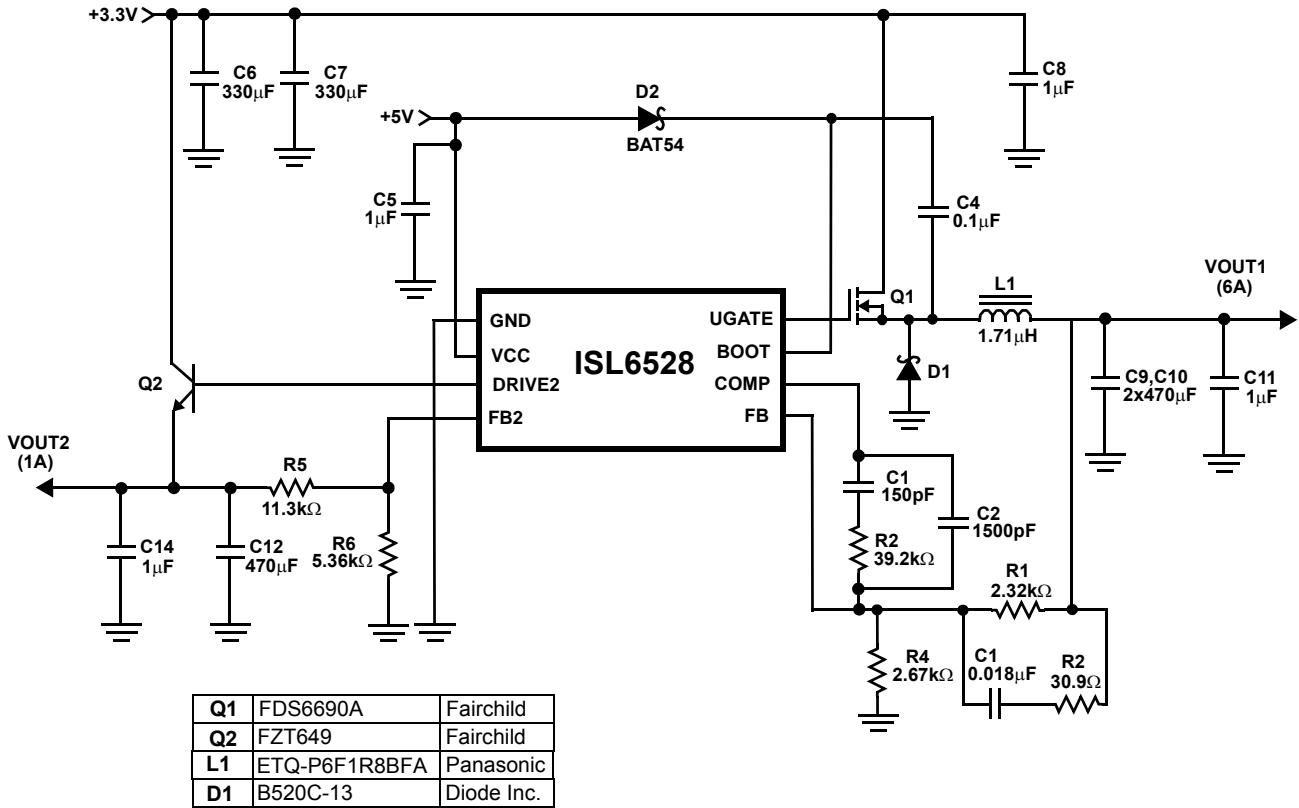 +3.3V
C6
330µF
C7
330µF
C8
1µF
D2
BAT54
+5V
C5
1µF
C4
0.1µF
VOUT1
(6A)
L1
1.71µH
Q1
D1
C9,C10
2x470µF
C11
1µF
ISL6528
GND
VCC
DRIVE2
FB2
UGATE
BOOT
COMP
FB
Q2
VOUT2
(1A)
R5
11.3kΩ
R6
5.36kΩ
C14
1µF
C12
470µF
C1
150pF
C2
1500pF
R2
39.2kΩ
R1
2.32kΩ
R4
2.67kΩ
C1
0.018µF
R2
30.9Ω
Q1 FDS6690A Fairchild
Q2 FZT649 Fairchild
L1 ETQ-P6F1R8BFA Panasonic
D1 B520C-13 Diode Inc.